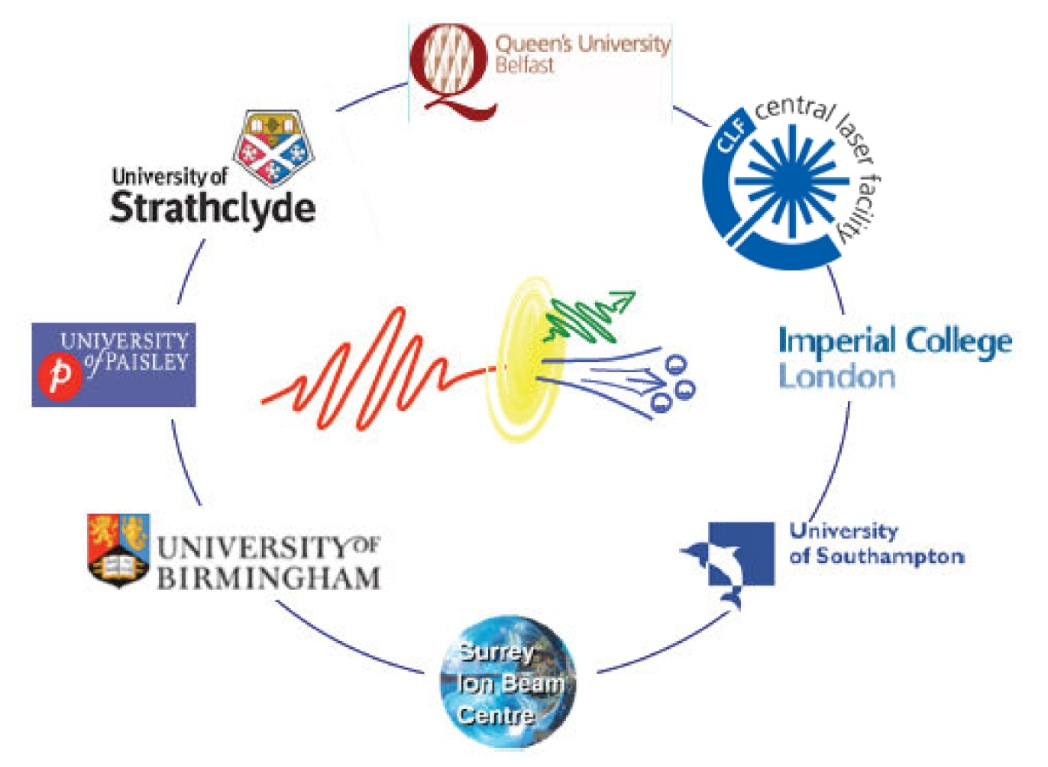 Queen's University
Belfast
CLF central laser facility
University of
Strathclyde
Imperial College
London
UNIVERSITY
of PAISLEY
p
University
of Southampton
UNIVERSITY OF
BIRMINGHAM
Surrey
Ion Beam
Centre